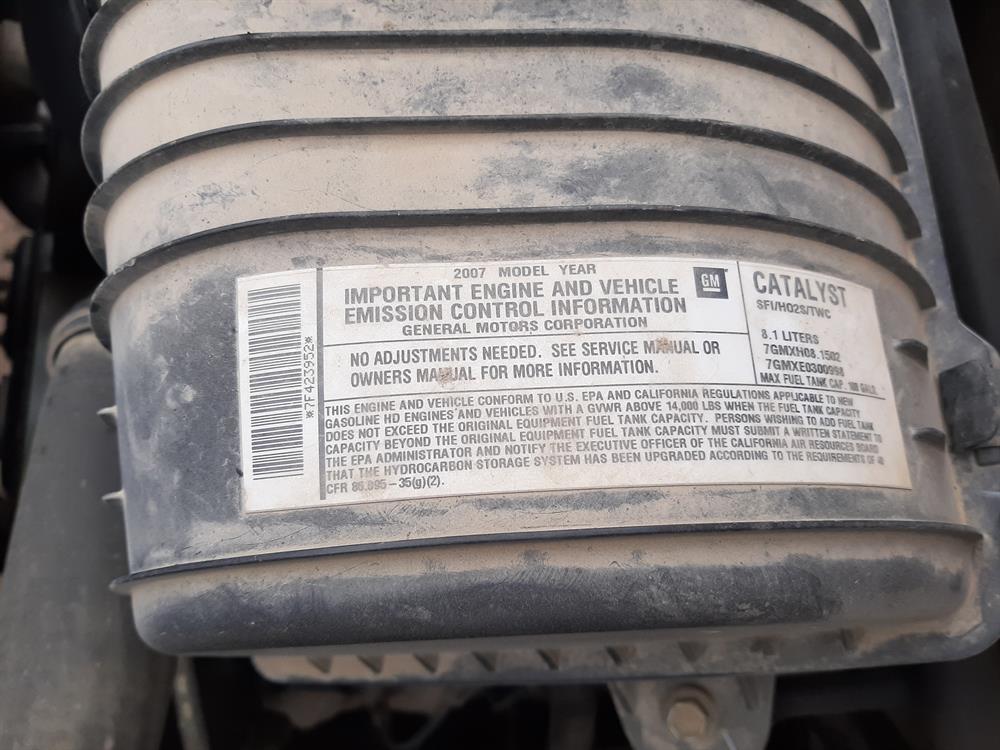 *7F423952*
2007 MODEL YEAR
IMPORTANT ENGINE AND VEHICLE
EMISSION CONTROL INFORMATION
GENERAL MOTORS CORPORATION
GM
NO ADJUSTMENTS NEEDED. SEE SERVICE MANUAL OR
OWNERS MANUAL FOR MORE INFORMATION.
CATALYST
SFI/HO2S/TWC
8.1 LITERS
7GMXH08.1502
7GMXE0300998
MAX FUEL TANK CAP. GALS.
THIS ENGINE AND VEHICLE CONFORM TO U.S. EPA AND CALIFORNIA REGULATIONS APPLICABLE TO NEW
GASOLINE HD ENGINES AND VEHICLES WITH A GVWR ABOVE 14,000 LBS WHEN THE FUEL TANK CAPACITY
DOES NOT EXCEED THE ORIGINAL EQUIPMENT FUEL TANK CAPACITY. PERSONS WISHING TO ADD FUEL TANK
CAPACITY BEYOND THE ORIGINAL EQUIPMENT FUEL TANK CAPACITY MUST SUBMIT A WRITTEN STATEMENT TO
THE EPA ADMINISTRATOR AND NOTIFY THE EXECUTIVE OFFICER OF THE CALIFORNIA AIR RESOURCES BOARD
THAT THE HYDROCARBON STORAGE SYSTEM HAS BEEN UPGRADED ACCORDING TO THE REQUIREMENTS OF 40
CFR 86.095-35(g)(2).